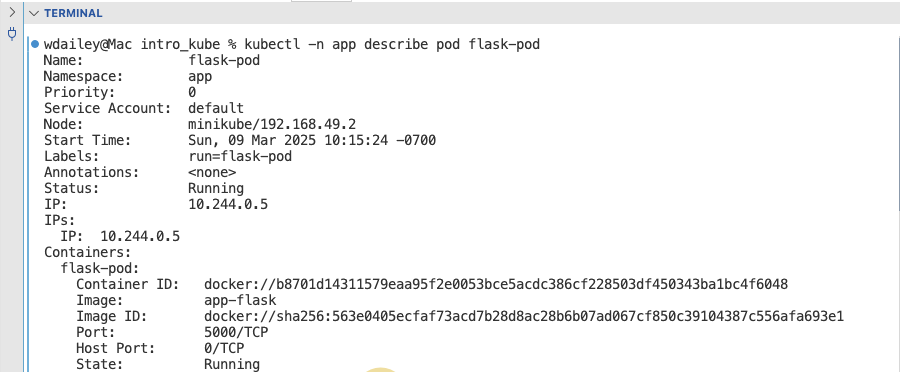 TERMINAL
wdailey@Mac intro_kube % kubectl -n app describe pod flask-pod
Name:             flask-pod
Namespace:        app
Priority:         0
Service Account:  default
Node:             minikube/192.168.49.2
Start Time:       Sun, 09 Mar 2025 10:15:24 -0700
Labels:           run=flask-pod
Annotations:      <none>
Status:           Running
IP:               10.244.0.5
IPs:
  IP:  10.244.0.5
Containers:
  flask-pod:
    Container ID:   docker://b8701d14311579eaa95f2e0053bce5acdc386cf228503df450343ba1bc4f6048
    Image:          app-flask
    Image ID:       docker://sha256:563e0405ecfaf73acd7b28d8ac28b6b07ad067cf850c39104387c556afa693e1
    Port:           5000/TCP
    Host Port:      0/TCP
    State:          Running